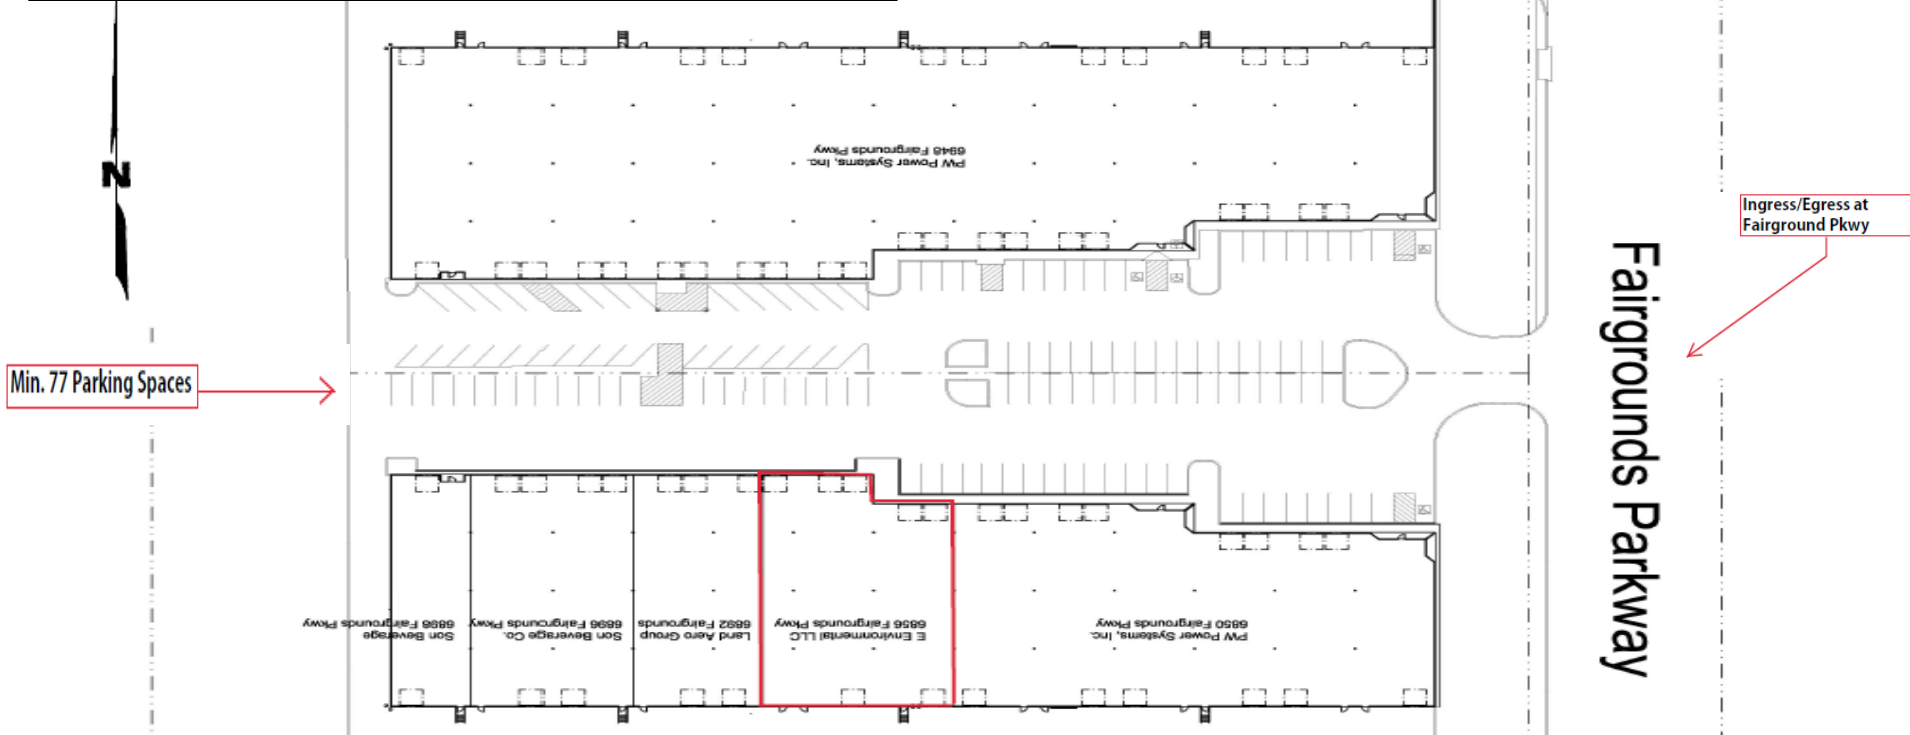 N
Min. 77 Parking Spaces
PW Power Systems, Inc.
6948 Fairgrounds Pkwy
Ingress/Egress at
Fairground Pkwy
Fairgrounds Parkway
Son Beverage
6898 Fairgrounds Pkwy
Son Beverage Co.
6896 Fairgrounds Pkwy
Land Aero Group
6892 Fairgrounds
E Environmental LLC
6856 Fairgrounds Pkwy
PW Power Systems, Inc.
6850 Fairgrounds Pkwy